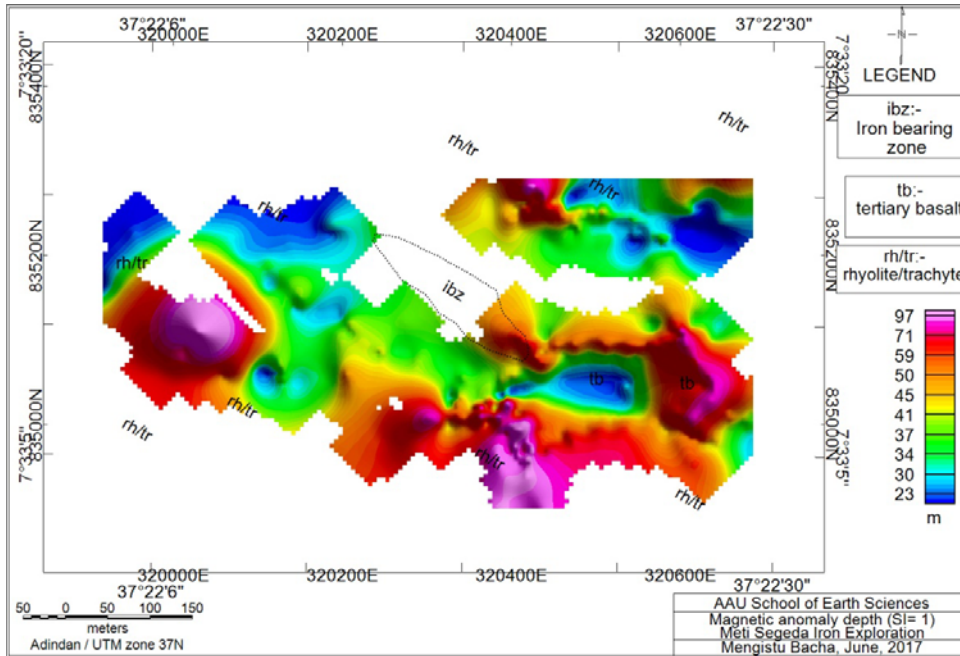 37°22'6"
37°22'30"
320000E
320200E
320400E
320600E
7°33'20"
835400N
835200N
835000N
7°33'5"
7°33'20
835400N
835200N
835000N
7°33'5"
N
LEGEND
ibz:-
Iron bearing
zone
tb:-
tertiary basalt
rh/tr:-
rhyolite/trachyte
97
71
59
50
45
41
37
34
30
23
m
rh/tr
rh/tr
rh/tr
rh/tr
rh/tr
ibz
tb
tb
rh/tr
rh/tr
rh/tr
rh/tr
320000E
320200E
320400E
320600E
37°22'6"
37°22'30"
50 0 50 100 150
meters
Adindan / UTM zone 37N
AAU School of Earth Sciences
Magnetic anomaly depth (SI= 1)
Meti Segeda Iron Exploration
Mengistu Bacha, June, 2017